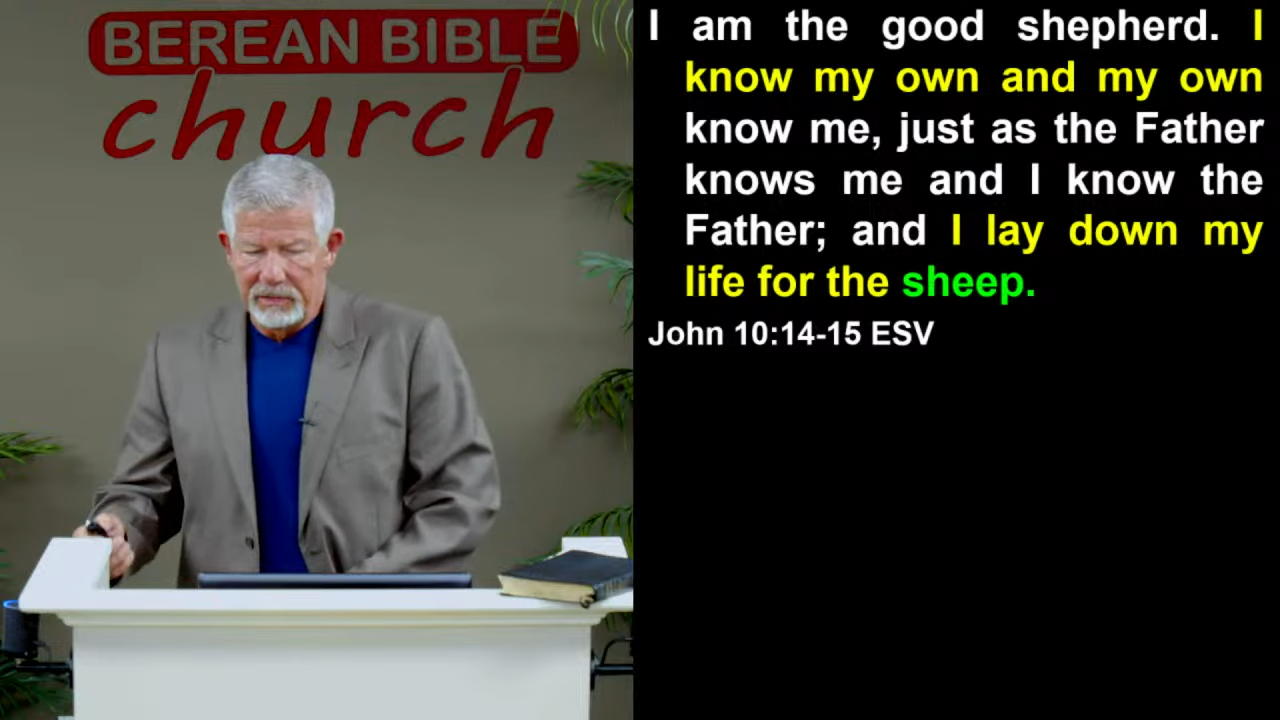 BEREAN BIBLE
church
I am the good shepherd. I
know my own and my own
know me, just as the Father
knows me and I know the
Father; and I lay down my
life for the sheep.
John 10:14-15 ESV